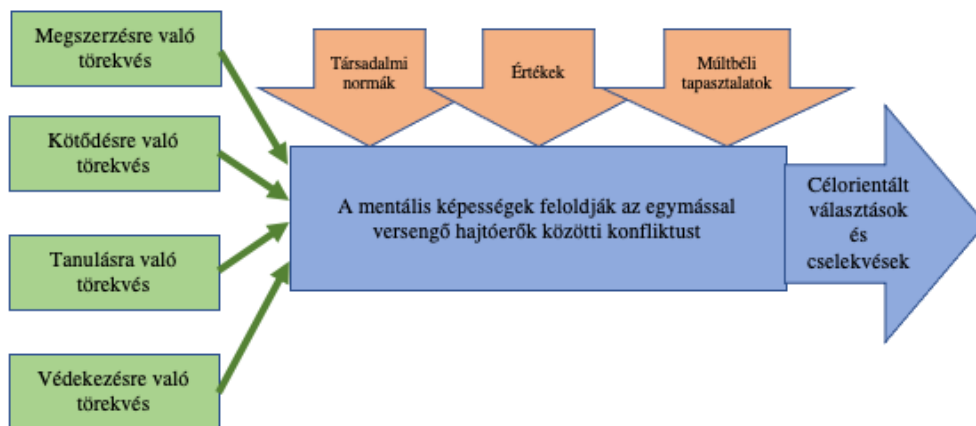 Megszerzésre való
törekvés
Kötődésre való
törekvés
Tanulásra való
törekvés
Védekezésre való
törekvés
Társadalmi
normák
Értékek
Múltbéli
tapasztalatok
A mentális képességek feloldják az egymással
versengő hajtóerők közötti konfliktust
Célorientált
választások
és
cselekvések